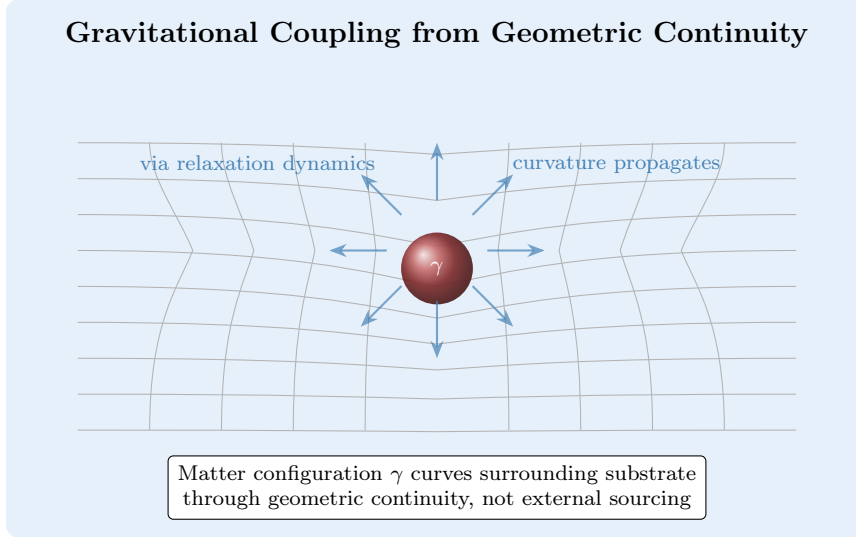 Gravitational Coupling from Geometric Continuity
via relaxation dynamics
curvature propagates
γ
Matter configuration γ curves surrounding substrate
through geometric continuity, not external sourcing